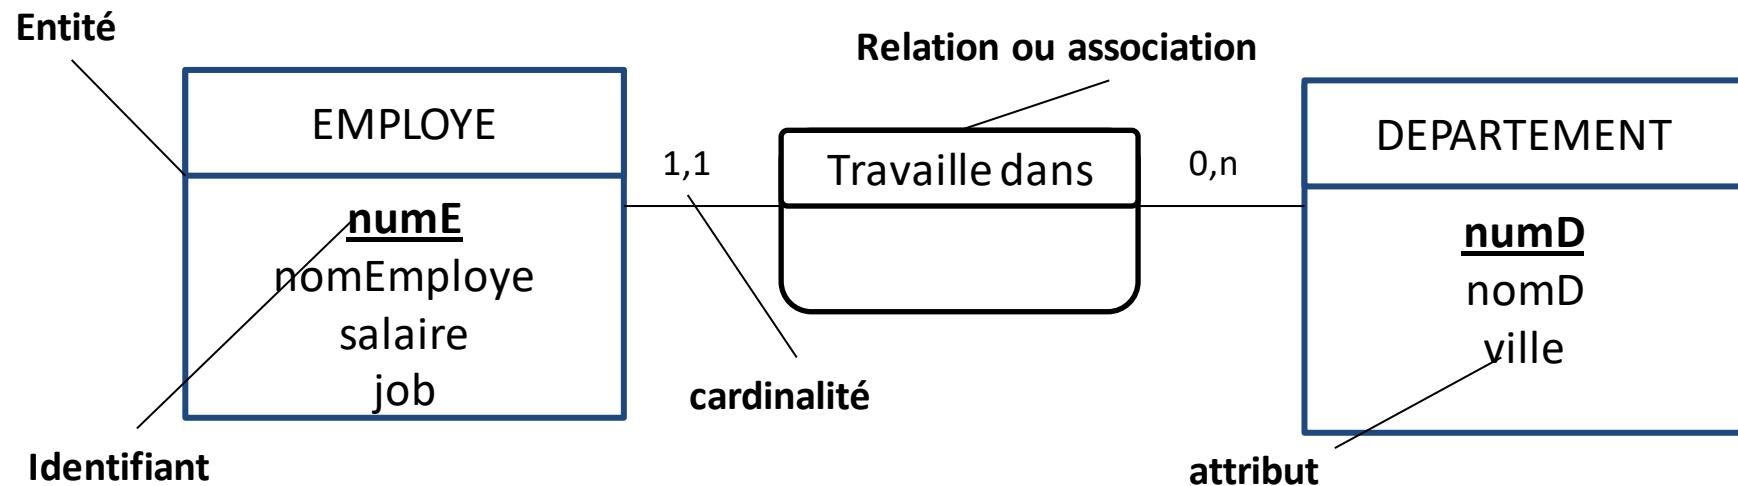 Entité
Relation ou association
EMPLOYE
DEPARTEMENT
1,1
Travaille dans
0,n
numE
nomEmploye
salaire
job
numD
nomD
ville
cardinalité
Identifiant
attribut